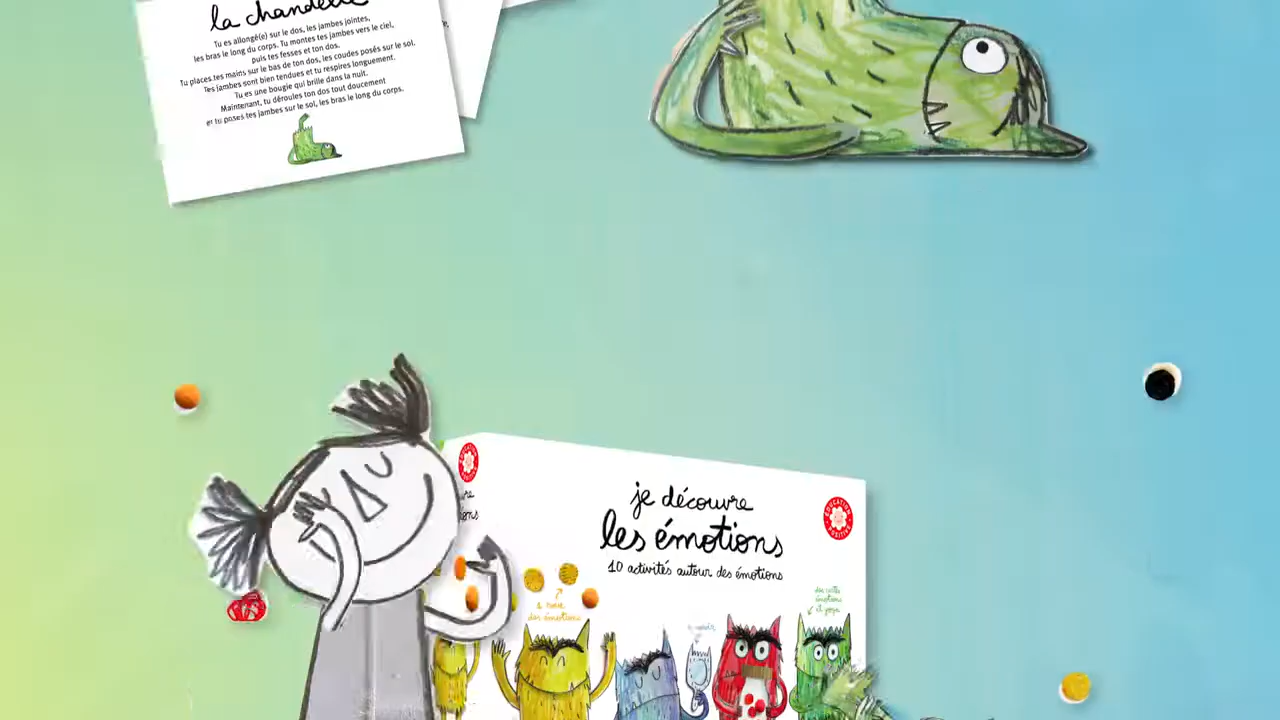 la chandelle
Tu es allongé(e) sur le dos, les jambes jointes,
les bras le long du corps. Tu montes tes jambes vers le ciel,
puis tes fesses et ton dos.
Tu places tes mains sur le bas de ton dos, les coudes posés sur le sol.
Tes jambes sont bien tendues et tu respires longuement.
Tu es une bougie qui brille dans la nuit.
Maintenant, tu déroules ton dos tout doucement
et tu poses tes jambes sur le sol, les bras le long du corps.
je découvre
les émotions
10 activités autour des émotions
ÉDUCATION POSITIVE
des émotions